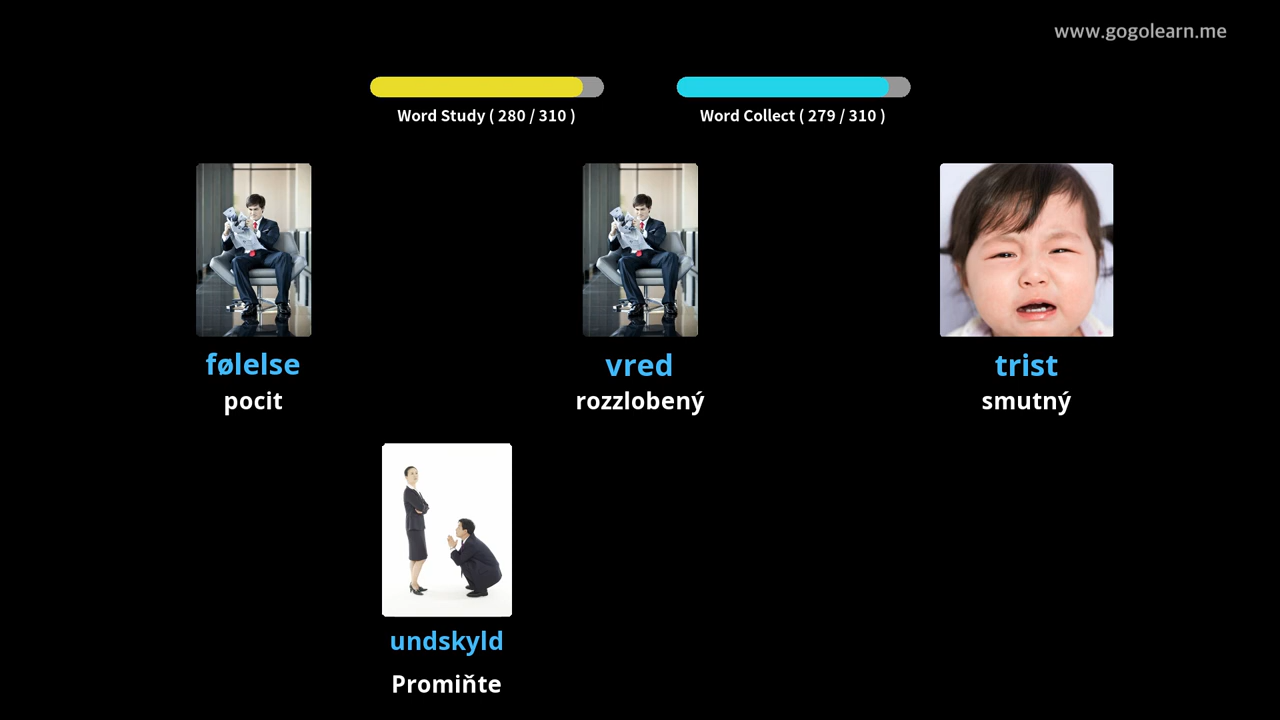 www.gogolearn.me
Word Study ( 280 / 310 )
Word Collect ( 279 / 310 )
følelse
vred
trist
pocit
rozzlobený
smutný
undskyld
Promiňte